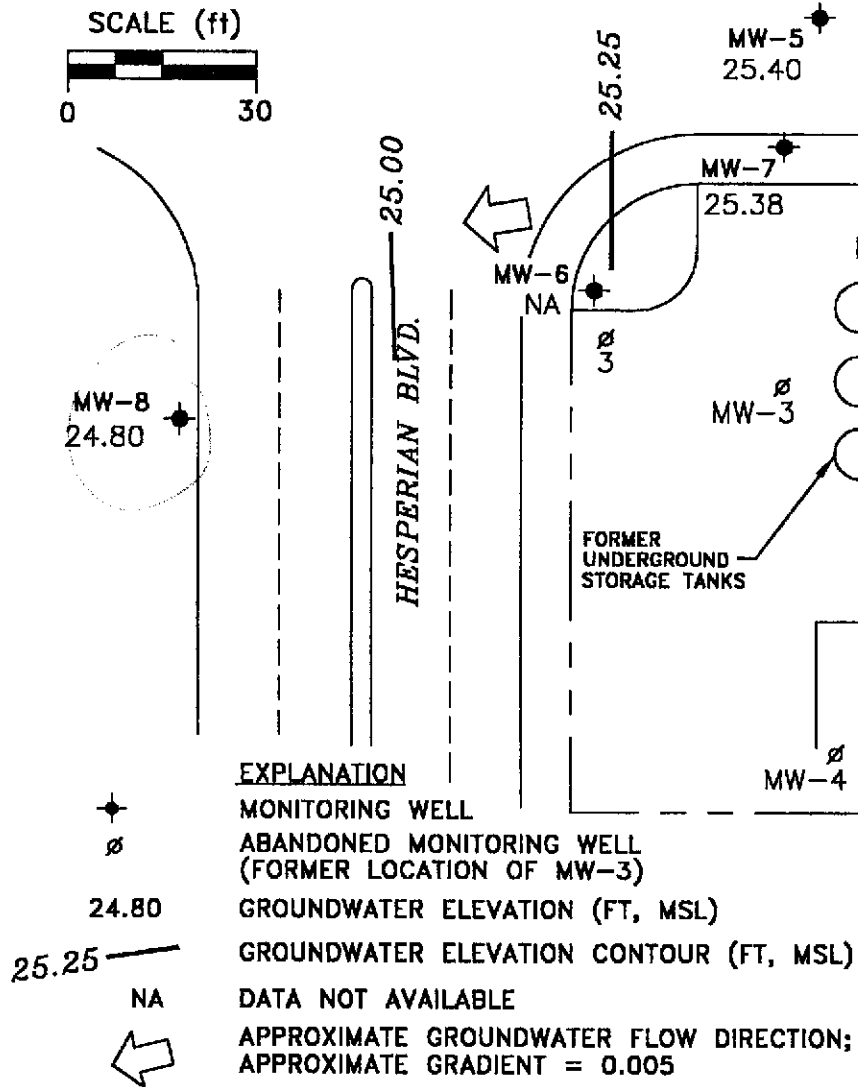 SCALE (ft)
0 30
MW-5
25.40
25.25
25.00
MW-7
25.38
MW-6
NA
3
MW-8
24.80
MW-3
HESPERIAN BLVD.
FORMER
UNDERGROUND
STORAGE TANKS
MW-4
EXPLANATION
MONITORING WELL
ABANDONED MONITORING WELL
(FORMER LOCATION OF MW-3)
24.80 GROUNDWATER ELEVATION (FT, MSL)
25.25 GROUNDWATER ELEVATION CONTOUR (FT, MSL)
NA DATA NOT AVAILABLE
APPROXIMATE GROUNDWATER FLOW DIRECTION;
APPROXIMATE GRADIENT = 0.005